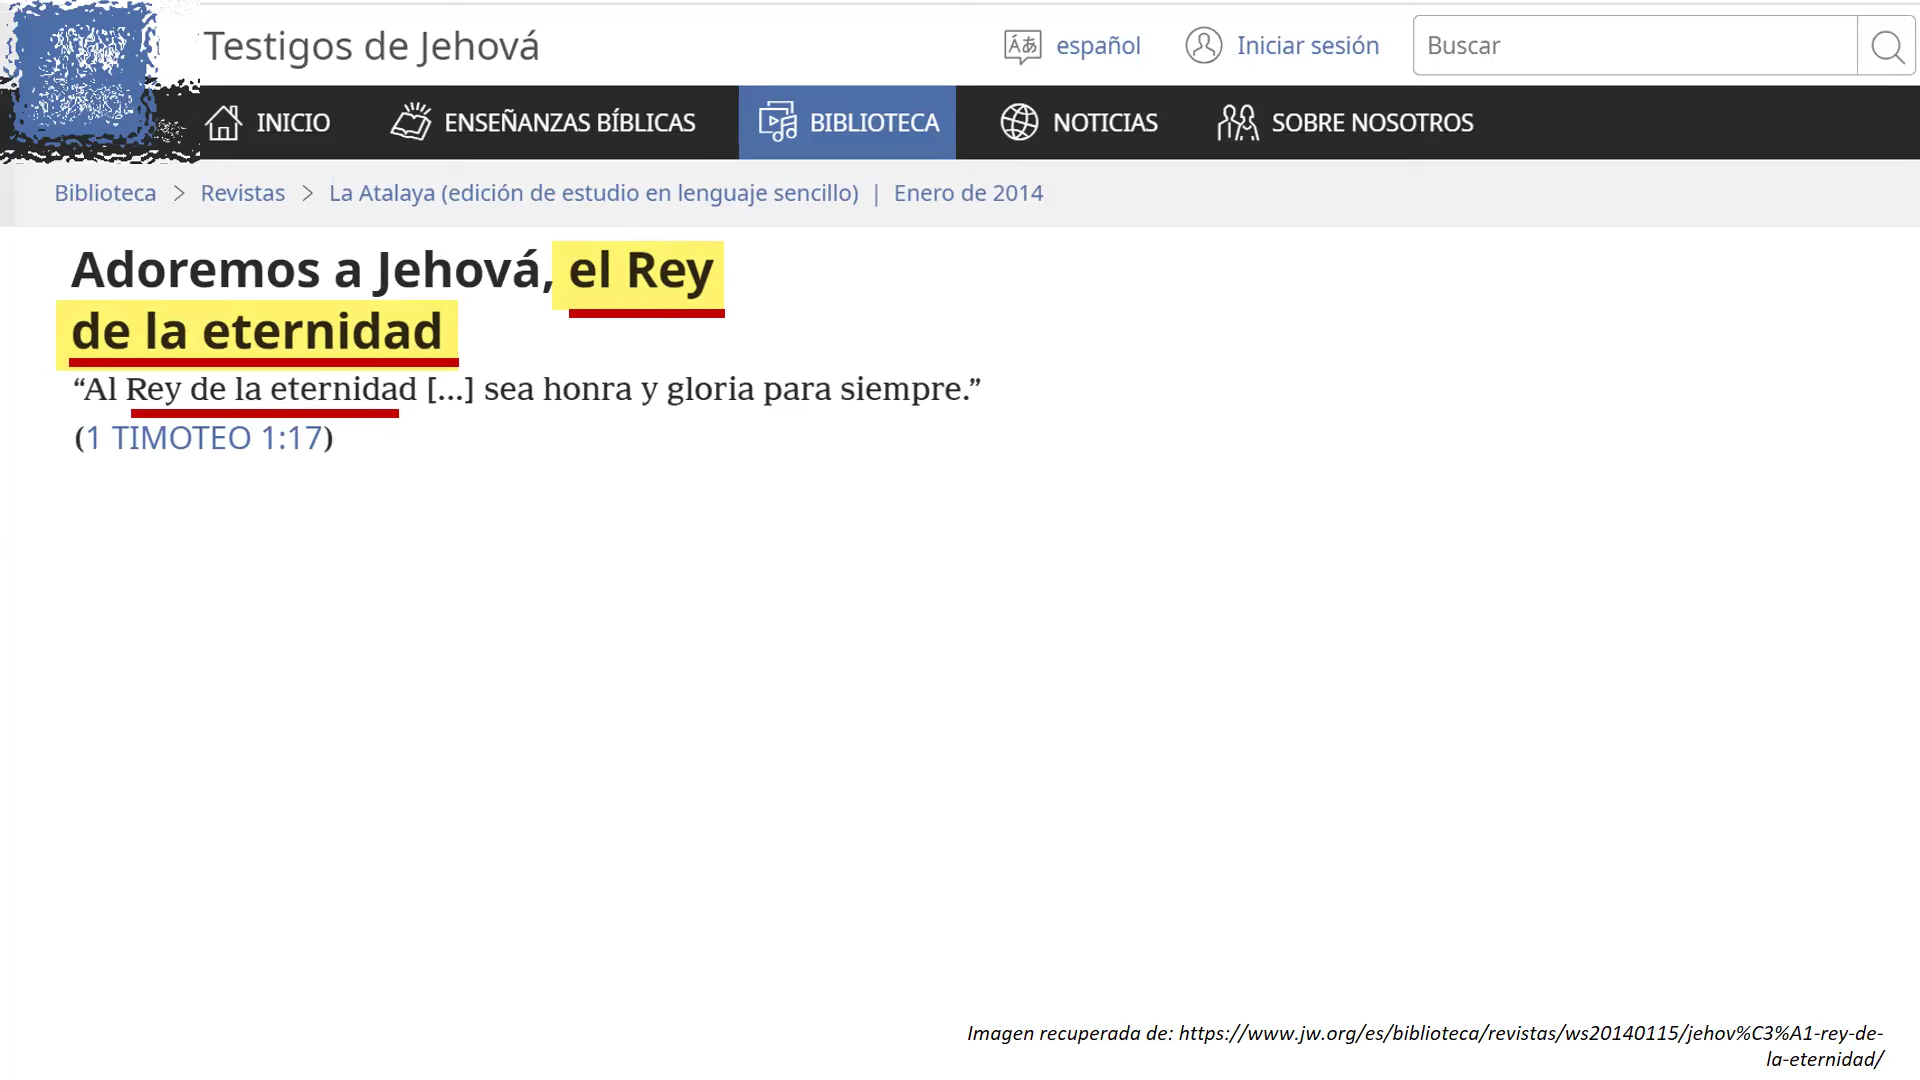 Testigos de Jehová
español
Iniciar sesión
Buscar
INICIO
ENSEÑANZAS BÍBLICAS
BIBLIOTECA
NOTICIAS
SOBRE NOSOTROS
Biblioteca > Revistas > La Atalaya (edición de estudio en lenguaje sencillo) | Enero de 2014
Adoremos a Jehová, el Rey
de la eternidad
“Al Rey de la eternidad [...] sea honra y gloria para siempre.”
(1 TIMOTEO 1:17)
Imagen recuperada de: https://www.jw.org/es/biblioteca/revistas/ws20140115/jehov%C3%A1-rey-de-
la-eternidad/